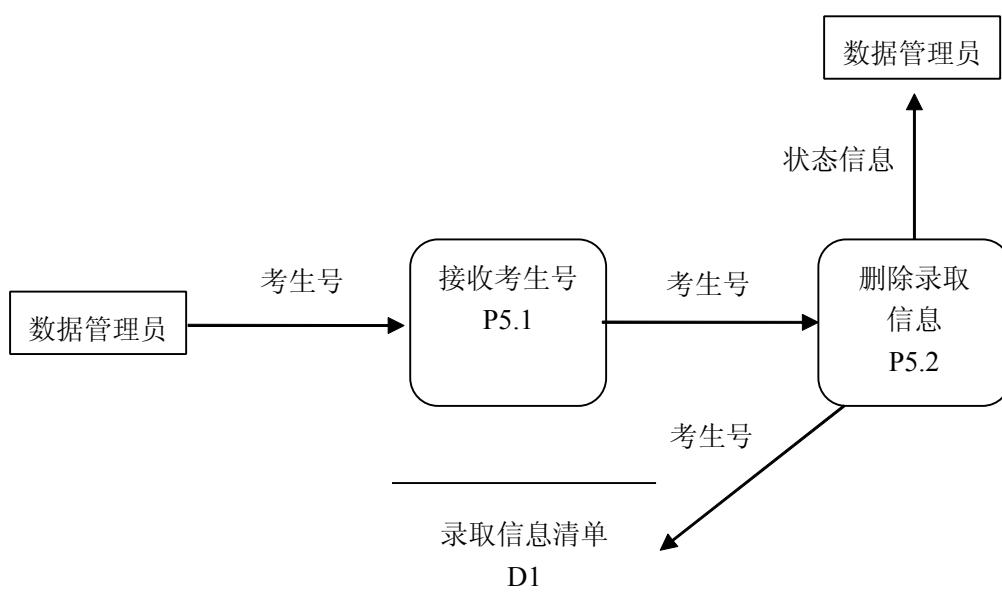 数据管理员
状态信息
考生号
接收考生号
P5.1
考生号
删除录取
信息
P5.2
数据管理员
考生号
录取信息清单
D1